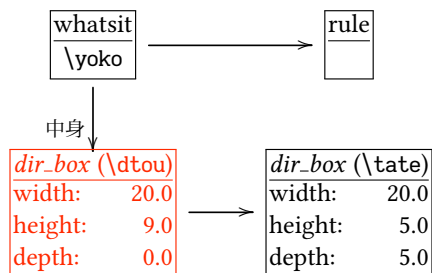 whatsit rule
\yoko
中身
dir_box (\dtou) dir_box (\tate)
width: 20.0 width: 20.0
height: 9.0 height: 5.0
depth: 0.0 depth: 5.0